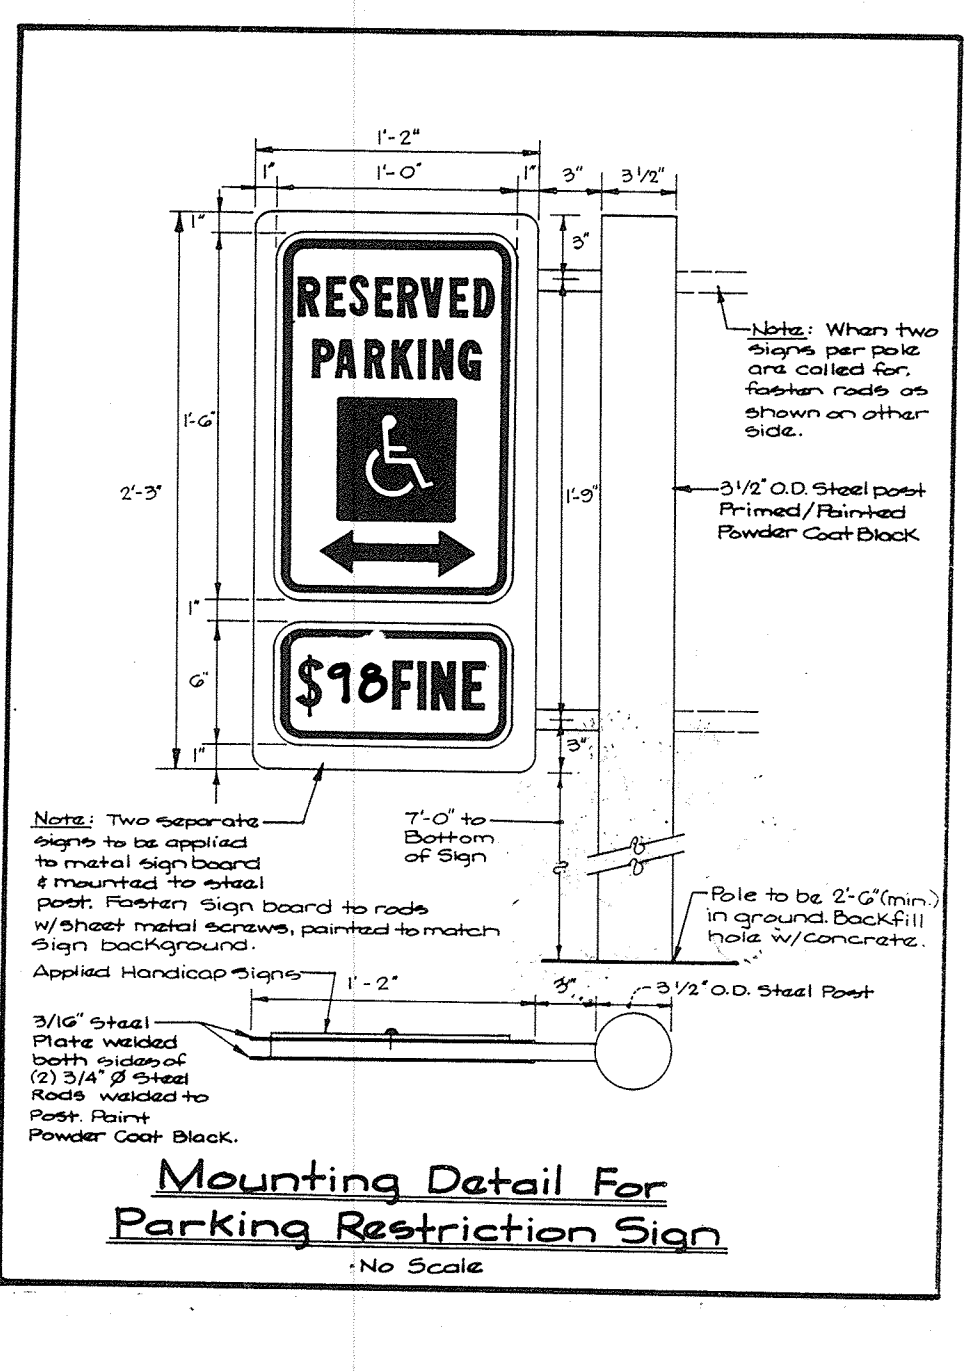 1'-2"
1" 1'-0" 1" 3" 3 1/2"
1"
3"
RESERVED
PARKING
Note: When two
signs per pole
are called for,
fasten rods as
shown on other
side.
1'-6"
2'-3"
1'-9"
3 1/2" O.D. Steel post
Primed/Painted
Powder Coat Black
1"
6"
$98 FINE
1"
3"
Note: Two separate
signs to be applied
to metal sign board
& mounted to steel
post. Fasten Sign board to rods
w/sheet metal screws, painted to match
Sign background.
7'-0" to
Bottom
of Sign
Pole to be 2'-6" (min.)
in ground. Backfill
hole w/concrete.
Applied Handicap Signs
1'-2"
3"
3 1/2" O.D. Steel Post
3/16" Steel
Plate welded
both sides of
(2) 3/4" Ø Steel
Rods welded to
Post. Paint
Powder Coat Black.
Mounting Detail For
Parking Restriction Sign
No Scale